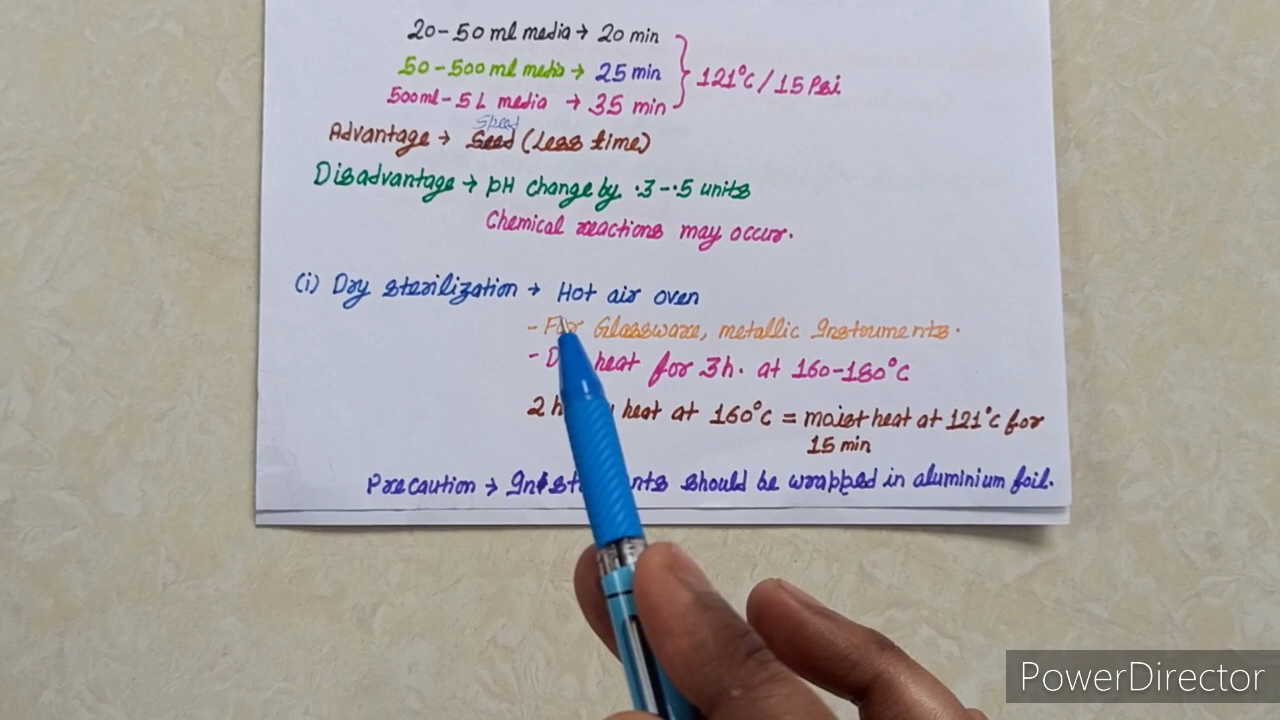 20-50 ml media → 20 min
50-500 ml media → 25 min
500ml-5L media → 35 min
} 121°C / 15 Psi
Speed
Advantage → (Less time)
Disadvantage → pH change by .3-.5 units
Chemical reactions may occur.
(i) Dry sterilization → Hot air oven
- For Glassware, metallic Instruments.
- heat for 3h. at 160-180°C
2 heat at 160°C = moist heat at 121°C for
15 min
Precaution → should be wrapped in aluminium foil.
PowerDirector